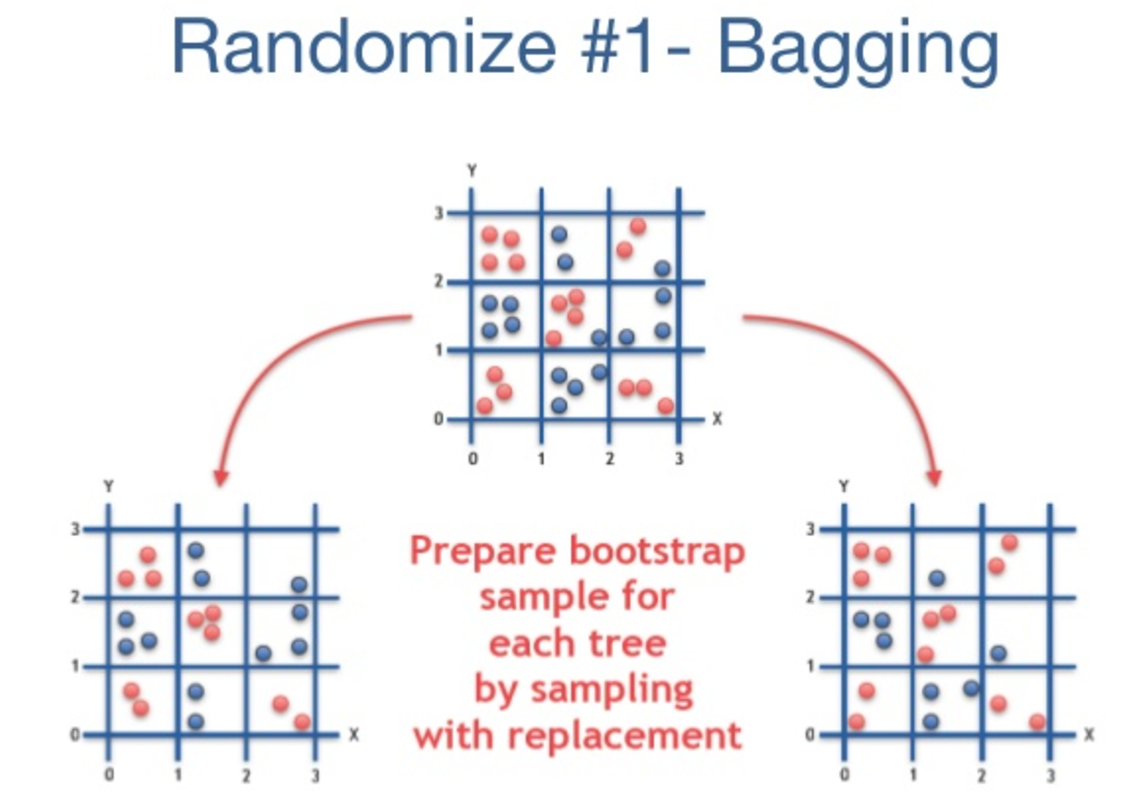 Randomize #1- Bagging
Y
3
2
1
0
X
0 1 2 3
Y
3
2
1
0
X
0 1 2 3
Prepare bootstrap
sample for
each tree
by sampling
with replacement
Y
3
2
1
0
X
0 1 2 3